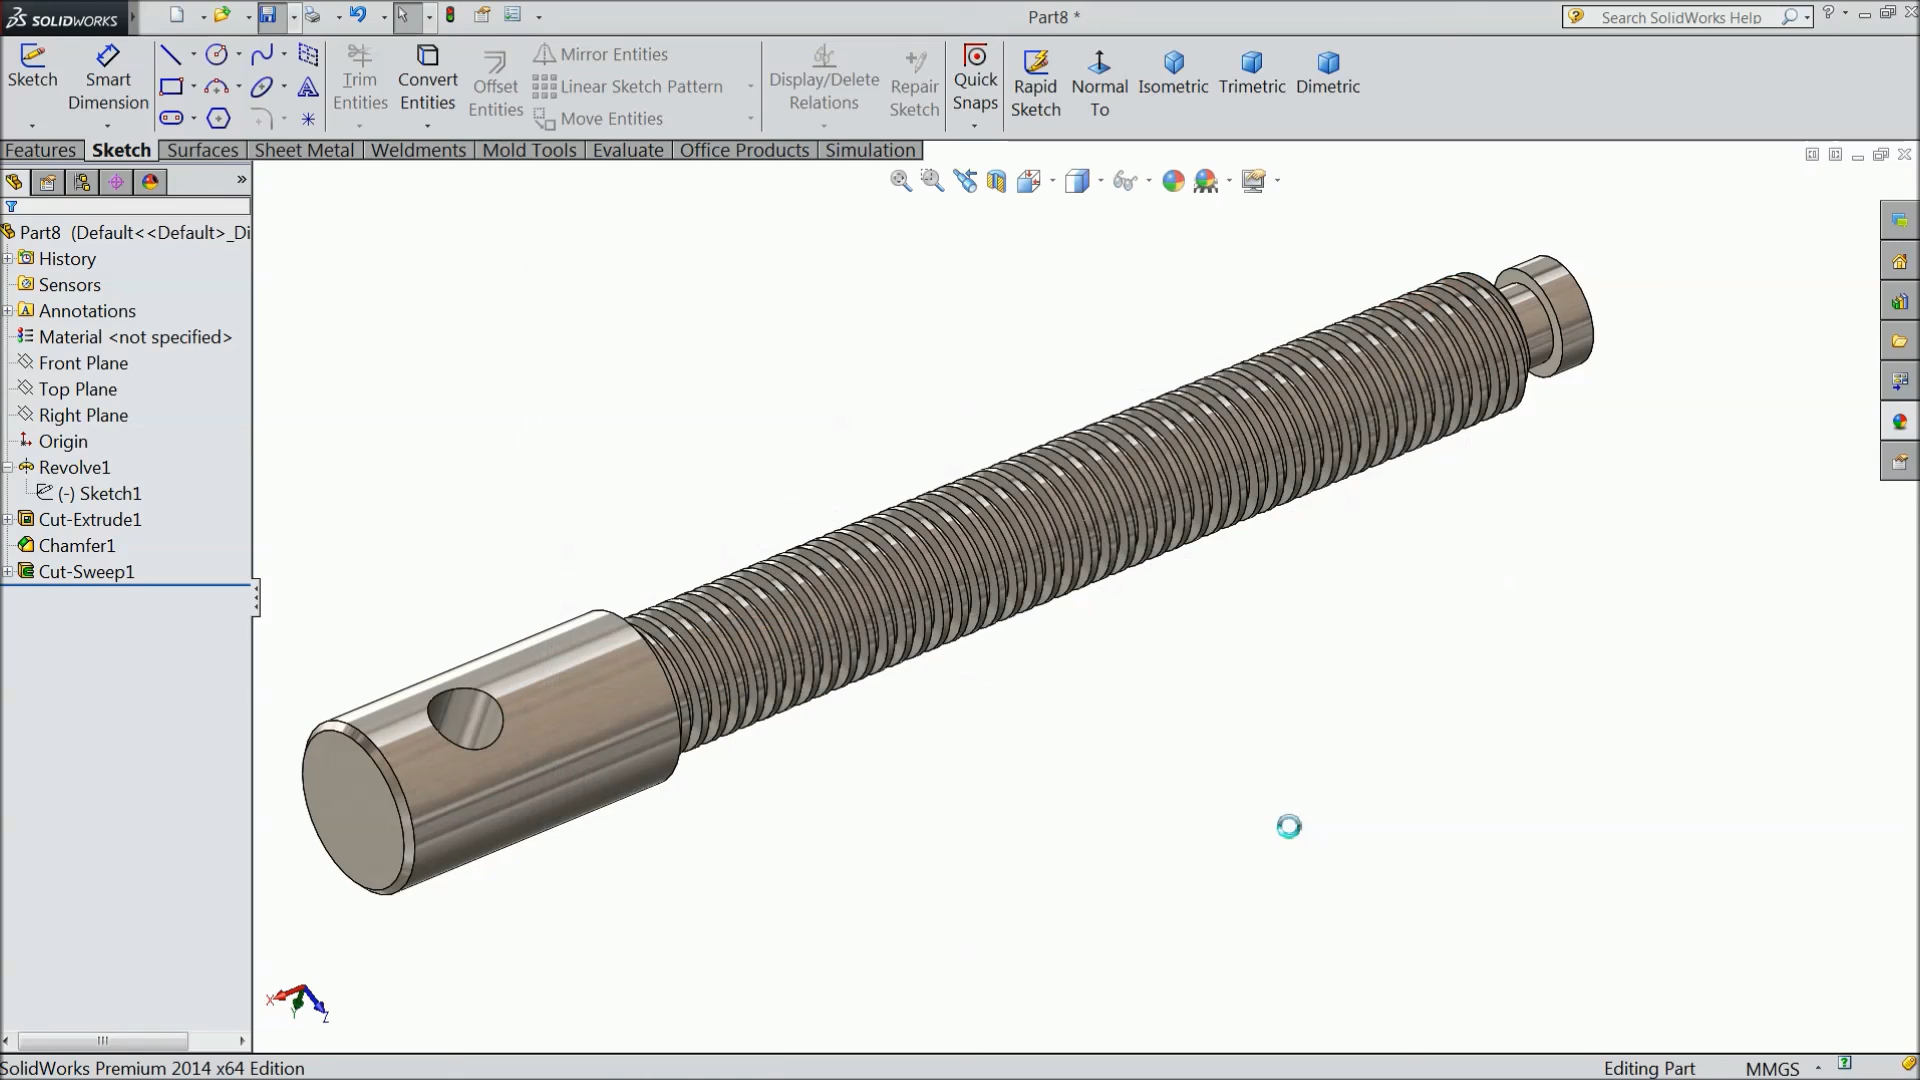 SOLIDWORKS
Part8 *
Search SolidWorks Help
Sketch
Smart Dimension
Trim Entities
Convert Entities
Offset Entities
Mirror Entities
Linear Sketch Pattern
Move Entities
Display/Delete Relations
Repair Sketch
Quick Snaps
Rapid Sketch
Normal To
Isometric
Trimetric
Dimetric
Features Sketch Surfaces Sheet Metal Weldments Mold Tools Evaluate Office Products Simulation
Part8 (Default<<Default>_Di
History
Sensors
Annotations
Material <not specified>
Front Plane
Top Plane
Right Plane
Origin
Revolve1
(-) Sketch1
Cut-Extrude1
Chamfer1
Cut-Sweep1
X
Y
Z
SolidWorks Premium 2014 x64 Edition
Editing Part
MMGS